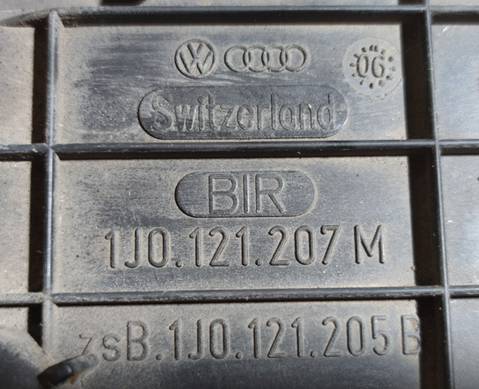 06
Switzerland
BIR
1J0.121.207 M
zsB.1J0.121.205 B